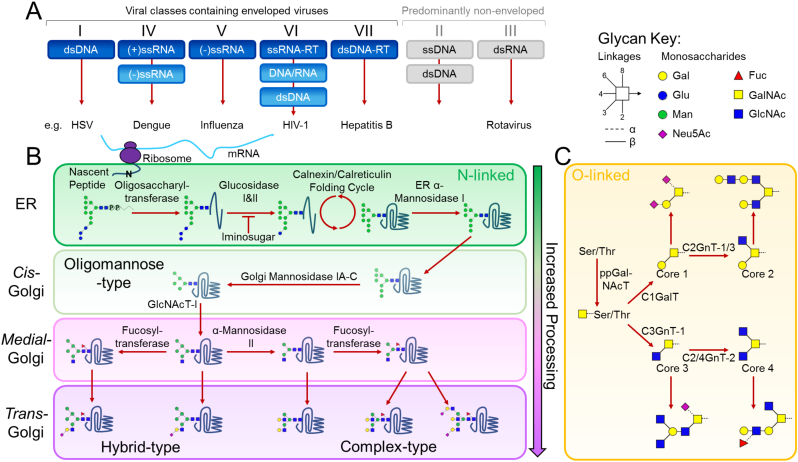 A
Viral classes containing enveloped viruses
Predominantly non-enveloped
I
IV
V
VI
VII
II
III
dsDNA
(+)ssRNA
(-)ssRNA
ssRNA-RT
dsDNA-RT
ssDNA
dsRNA
(-)ssRNA
DNA/RNA
dsDNA
dsDNA
e.g.
HSV
Dengue
Influenza
HIV-1
Hepatitis B
Rotavirus
Glycan Key:
Linkages
Monosaccharides
8
6
4
3
2
α
β
Gal
Glu
Man
Neu5Ac
Fuc
GalNAc
GlcNAc
B
Ribosome
mRNA
N-linked
Nascent
Peptide
N
Oligosaccharyl-
transferase
PP
Glucosidase
I&II
Iminosugar
Calnexin/Calreticulin
Folding Cycle
ER α-
Mannosidase I
ER
Cis-
Golgi
Oligomannose
-type
Golgi Mannosidase IA-C
GlcNAcT-I
Medial-
Golgi
Fucosyl-
transferase
α-Mannosidase
II
Fucosyl-
transferase
Trans-
Golgi
Hybrid-type
Complex-type
Increased Processing
C
O-linked
Ser/Thr
ppGal-
NAcT
Ser/Thr
C1GalT
Core 1
C2GnT-1/3
Core 2
C3GnT-1
Core 3
C2/4GnT-2
Core 4